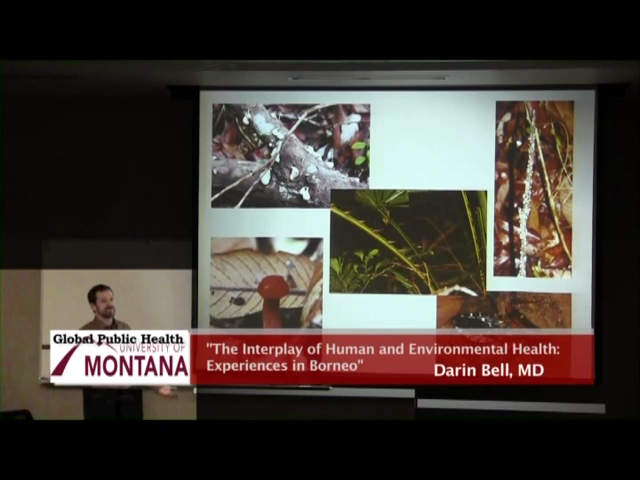 Global Public Health
UNIVERSITY OF
MONTANA
"The Interplay of Human and Environmental Health:
Experiences in Borneo"
Darin Bell, MD